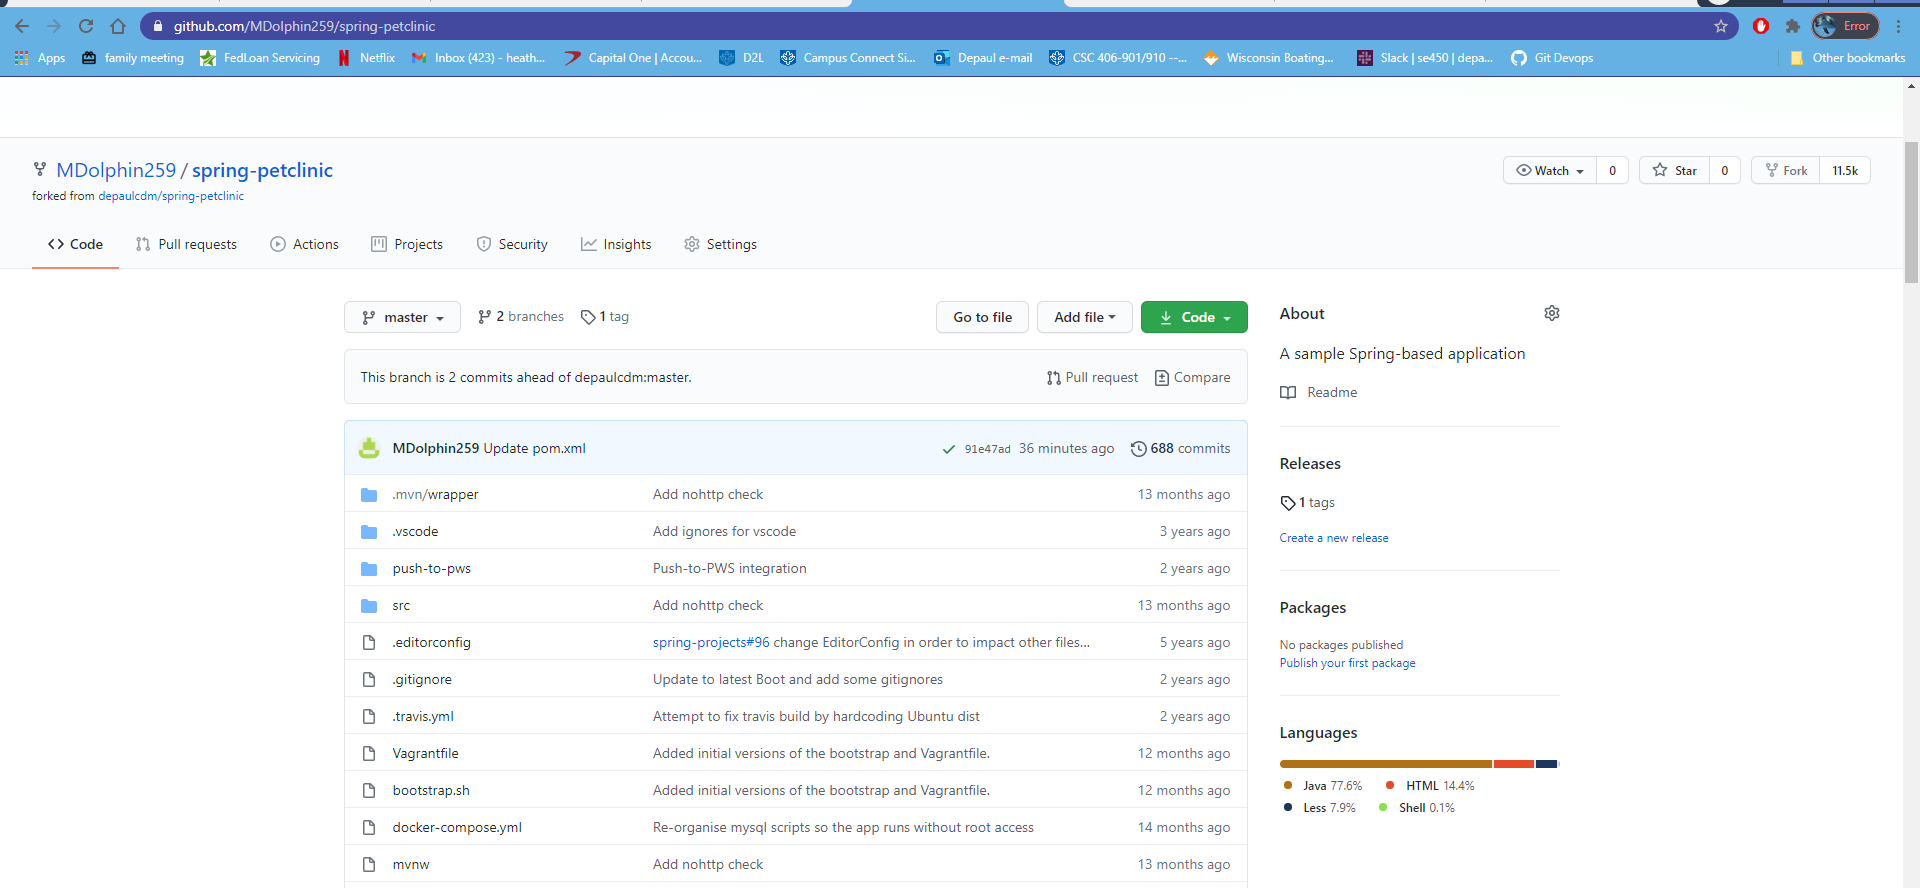 github.com/MDolphin259/spring-petclinic
Error
Apps family meeting FedLoan Servicing Netflix Inbox (423) - heath... Capital One | Accou... D2L Campus Connect Si... Depaul e-mail CSC 406-901/910 --... Wisconsin Boating... Slack | se450 | depa... Git Devops Other bookmarks
MDolphin259 / spring-petclinic
Watch 0 Star 0 Fork 11.5k
forked from depaulcdm/spring-petclinic
Code Pull requests Actions Projects Security Insights Settings
master 2 branches 1 tag Go to file Add file Code
This branch is 2 commits ahead of depaulcdm:master. Pull request Compare
MDolphin259 Update pom.xml 91e47ad 36 minutes ago 688 commits
.mvn/wrapper Add nohttp check 13 months ago
.vscode Add ignores for vscode 3 years ago
push-to-pws Push-to-PWS integration 2 years ago
src Add nohttp check 13 months ago
.editorconfig spring-projects#96 change EditorConfig in order to impact other files... 5 years ago
.gitignore Update to latest Boot and add some gitignores 2 years ago
.travis.yml Attempt to fix travis build by hardcoding Ubuntu dist 2 years ago
Vagrantfile Added initial versions of the bootstrap and Vagrantfile. 12 months ago
bootstrap.sh Added initial versions of the bootstrap and Vagrantfile. 12 months ago
docker-compose.yml Re-organise mysql scripts so the app runs without root access 14 months ago
mvnw Add nohttp check 13 months ago
About
A sample Spring-based application
Readme
Releases
1 tags
Create a new release
Packages
No packages published
Publish your first package
Languages
Java 77.6% HTML 14.4%
Less 7.9% Shell 0.1%